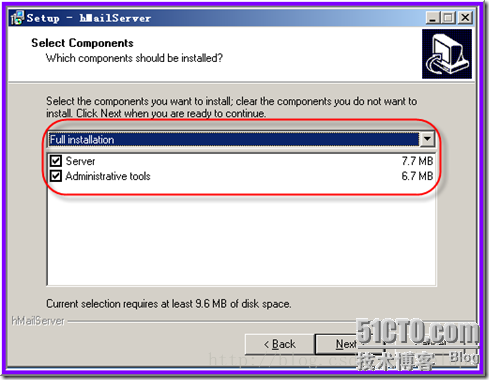 Setup - hMailServer
Select Components
Which components should be installed?
Select the components you want to install; clear the components you do not want to
install. Click Next when you are ready to continue.
Full installation
Server 7.7 MB
Administrative tools 6.7 MB
Current selection requires at least 9.6 MB of disk space.
hMailServer
< Back Next
51CTO.com
技术博客 Blog